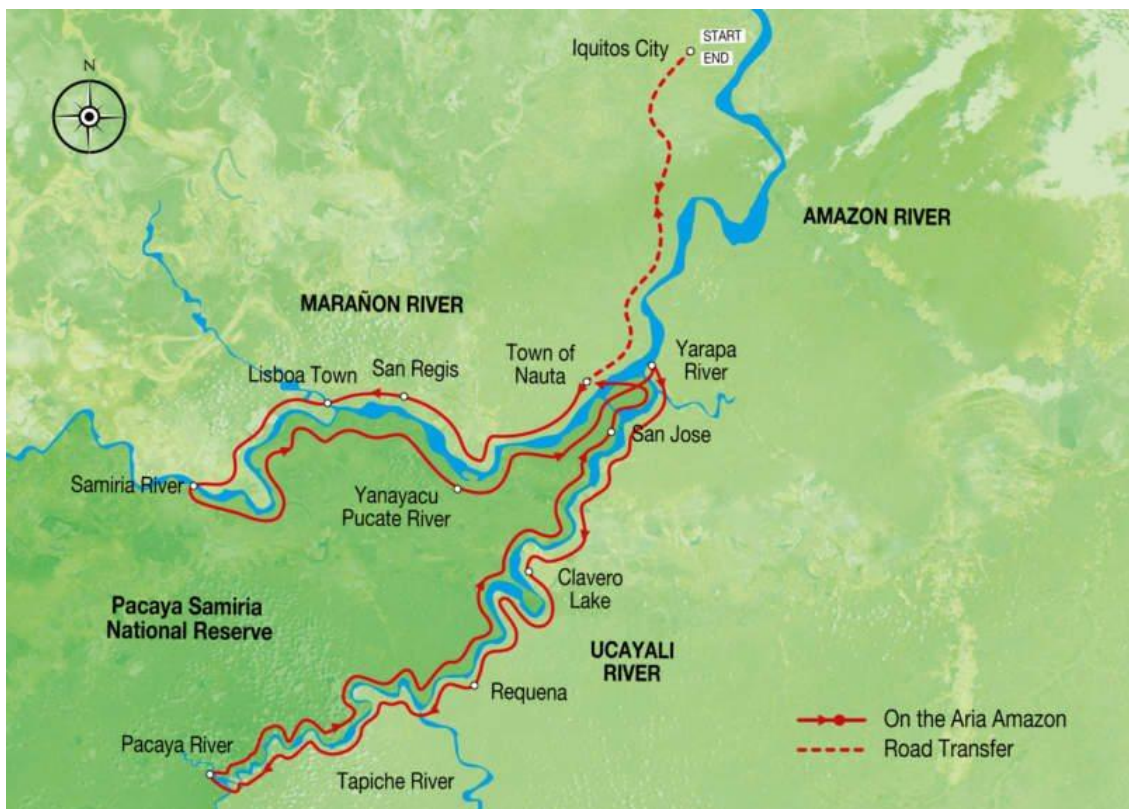 N
Iquitos City
START
END
AMAZON RIVER
MARAÑON RIVER
Town of
Nauta
Yarapa
River
Lisboa Town
San Regis
San Jose
Samiria River
Yanayacu
Pucate River
Clavero
Lake
Pacaya Samiria
National Reserve
UCAYALI
RIVER
Requena
Pacaya River
Tapiche River
On the Aria Amazon
Road Transfer